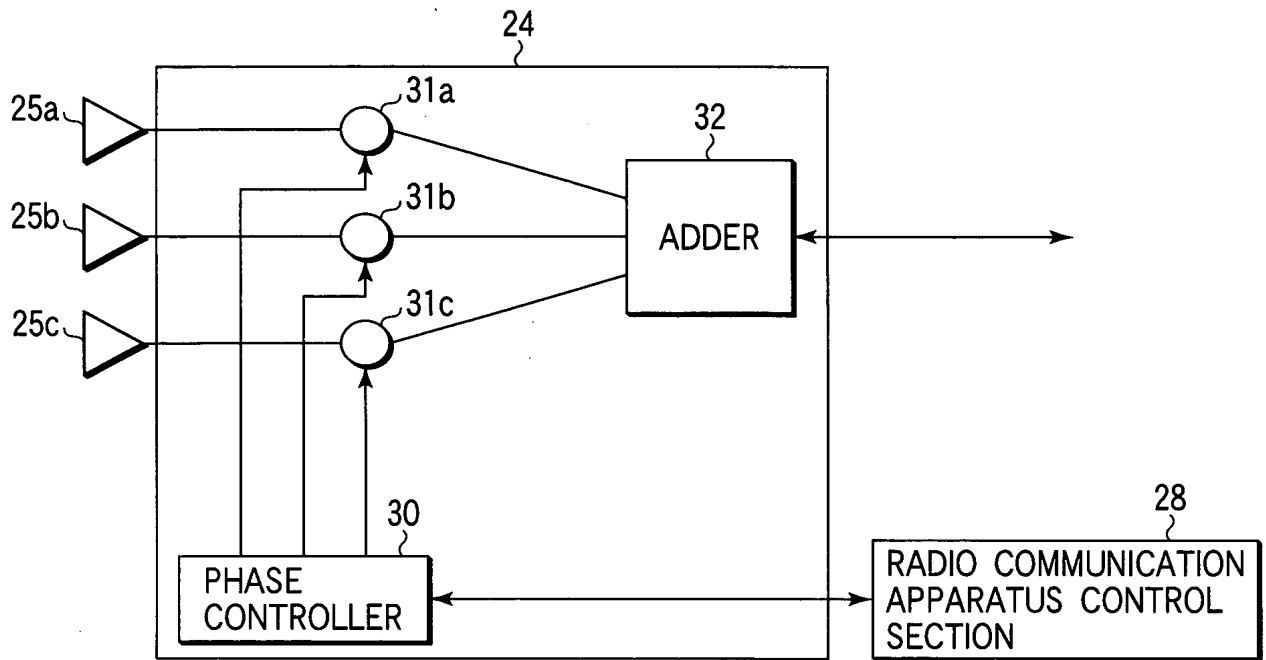 24
25a
31a
32
25b
31b
ADDER
25c
31c
30
28
PHASE
CONTROLLER
RADIO COMMUNICATION
APPARATUS CONTROL
SECTION